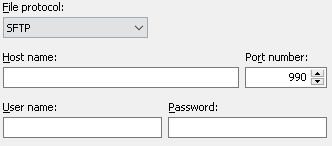 File protocol:
SFTP
Host name: Port number:
990
User name: Password: